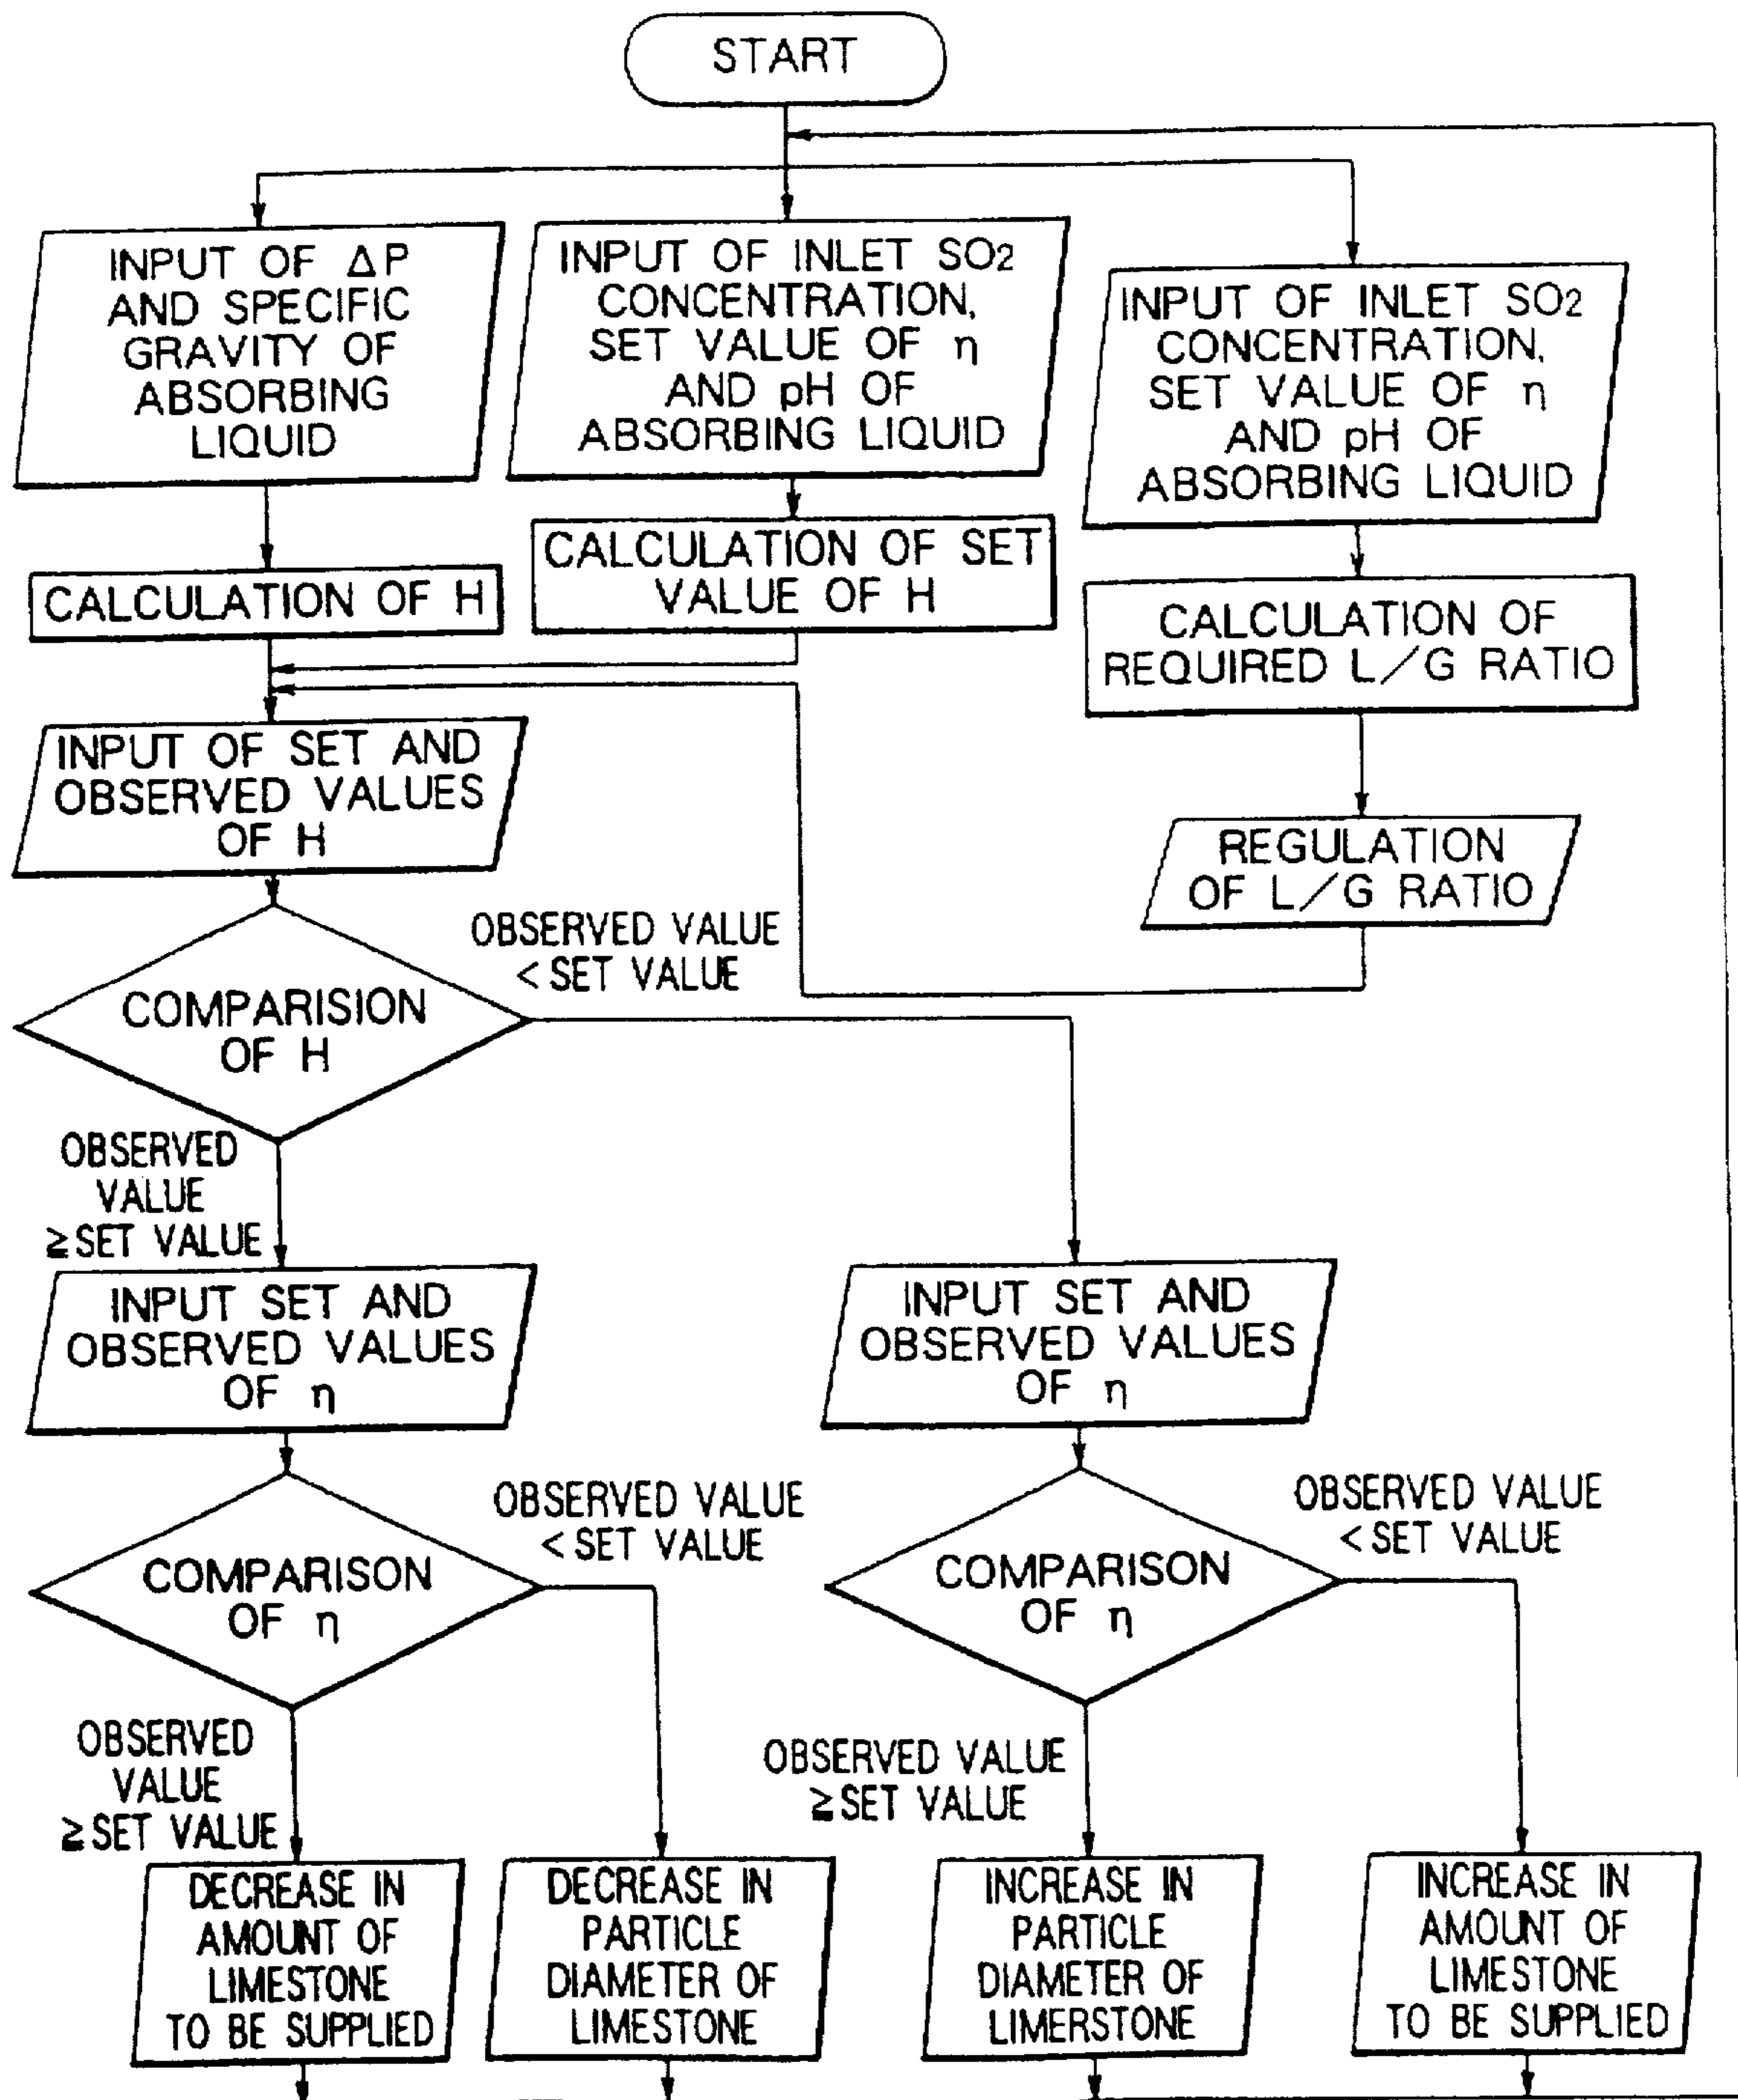 START
INPUT OF ΔP
AND SPECIFIC
GRAVITY OF
ABSORBING
LIQUID
INPUT OF INLET SO2
CONCENTRATION,
SET VALUE OF η
AND pH OF
ABSORBING LIQUID
INPUT OF INLET SO2
CONCENTRATION,
SET VALUE OF η
AND pH OF
ABSORBING LIQUID
CALCULATION OF H
CALCULATION OF SET
VALUE OF H
CALCULATION OF
REQUIRED L/G RATIO
INPUT OF SET AND
OBSERVED VALUES
OF H
REGULATION
OF L/G RATIO
COMPARISION
OF H
OBSERVED VALUE
< SET VALUE
OBSERVED
VALUE
≧ SET VALUE
INPUT SET AND
OBSERVED VALUES
OF η
INPUT SET AND
OBSERVED VALUES
OF η
COMPARISON
OF η
OBSERVED VALUE
< SET VALUE
COMPARISON
OF η
OBSERVED VALUE
< SET VALUE
OBSERVED
VALUE
≧ SET VALUE
OBSERVED VALUE
≧ SET VALUE
DECREASE IN
AMOUNT OF
LIMESTONE
TO BE SUPPLIED
DECREASE IN
PARTICLE
DIAMETER OF
LIMESTONE
INCREASE IN
PARTICLE
DIAMETER OF
LIMERSTONE
INCREASE IN
AMOUNT OF
LIMESTONE
TO BE SUPPLIED